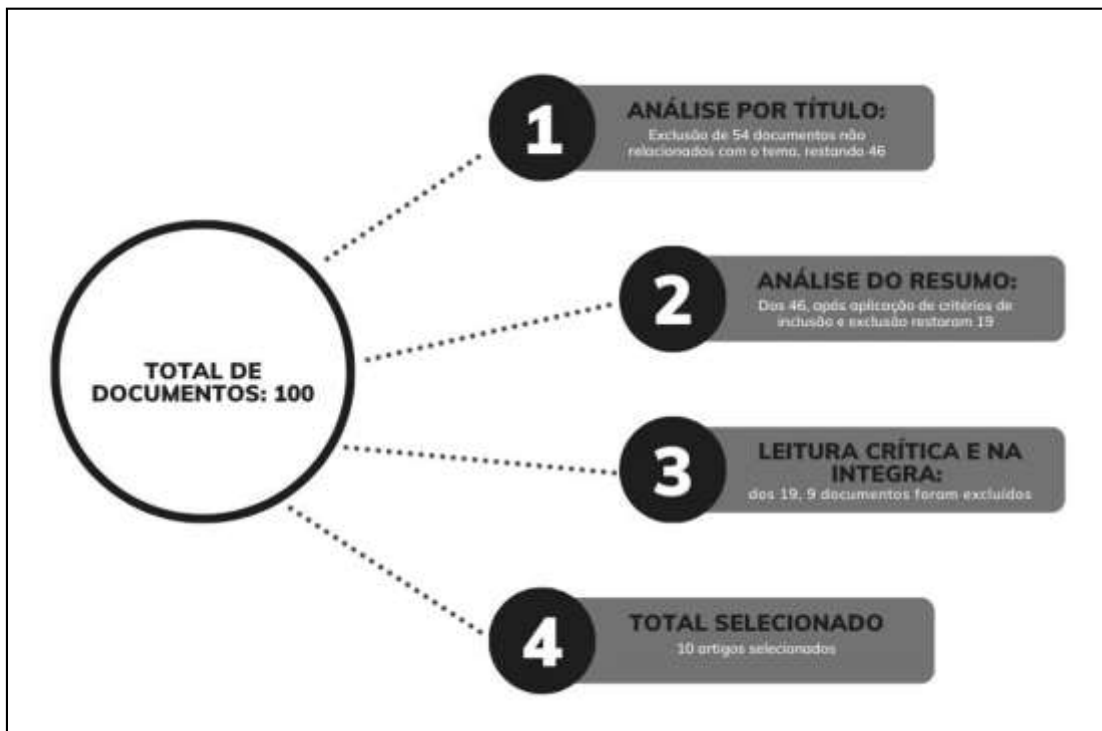 TOTAL DE
DOCUMENTOS: 100
1
ANÁLISE POR TÍTULO:
Exclusão de 54 documentos não
relacionados com o tema, restando 46
2
ANÁLISE DO RESUMO:
Dos 46, após aplicação de critérios de
inclusão e exclusão restaram 19
3
LEITURA CRÍTICA E NA
INTEGRA:
dos 19, 9 documentos foram excluídos
4
TOTAL SELECIONADO
10 artigos selecionados